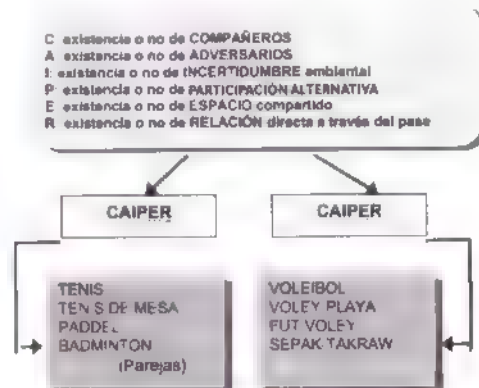 C existencia o no de COMPAÑEROS
A existencia o no de ADVERSARIOS
I: existancia o no de INCERTIDUMBRE ambiental
P existencia o no de PARTICIPACIÓN ALTERNATIVA
E existencia o no de ESPACIO compartido
R existencia o no de RELACIÓN directa a través del pase
CAIPER
CAIPER
TENIS
TENIS DE MESA
PADDEL
BADMINTON
(Parejas)
VOLEIBOL
VOLEY PLAYA
FUT VOLEY
SEPAK TAKRAW